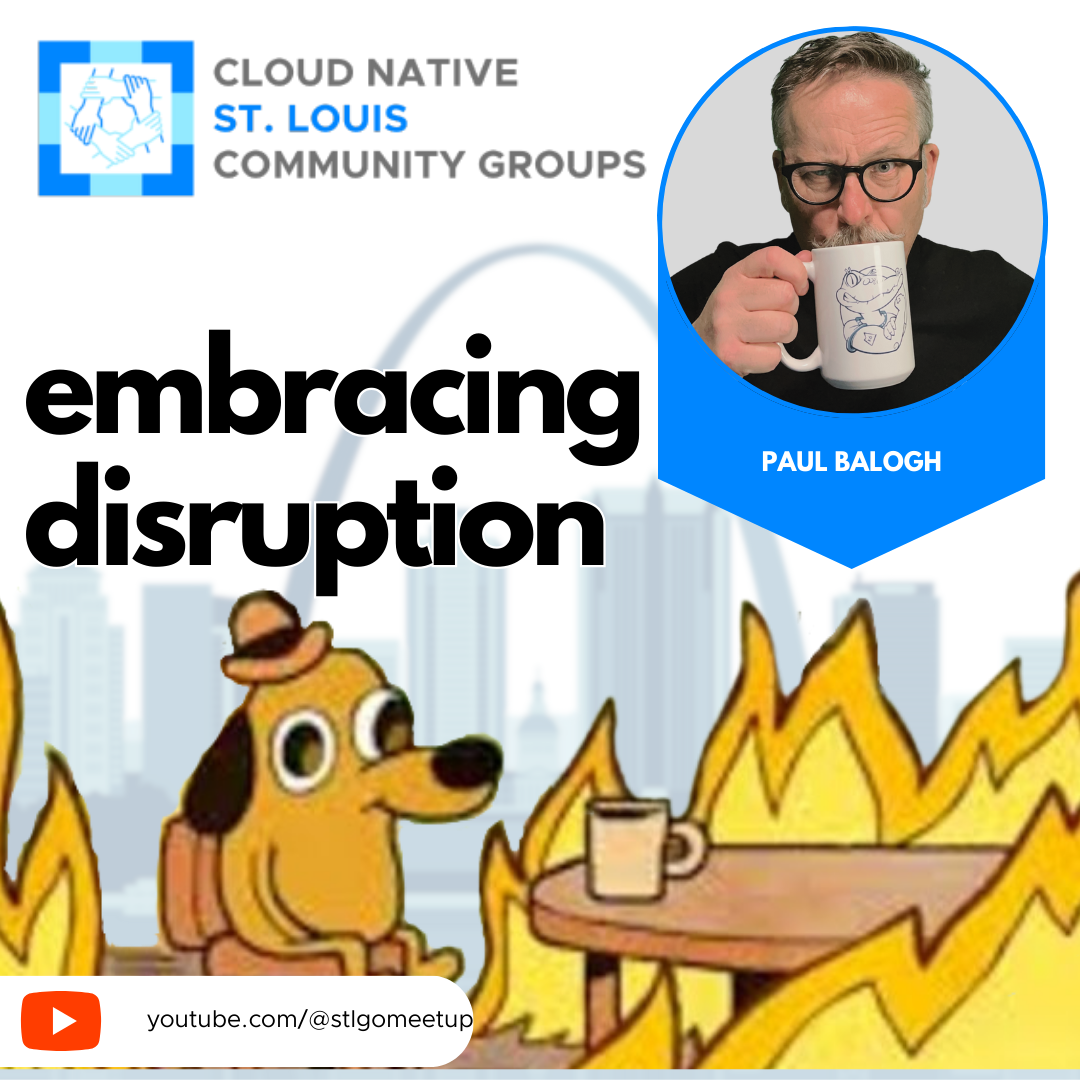 CLOUD NATIVE
ST. LOUIS
COMMUNITY GROUPS
PAUL BALOGH
embracing
disruption
youtube.com/@stlgomeetup